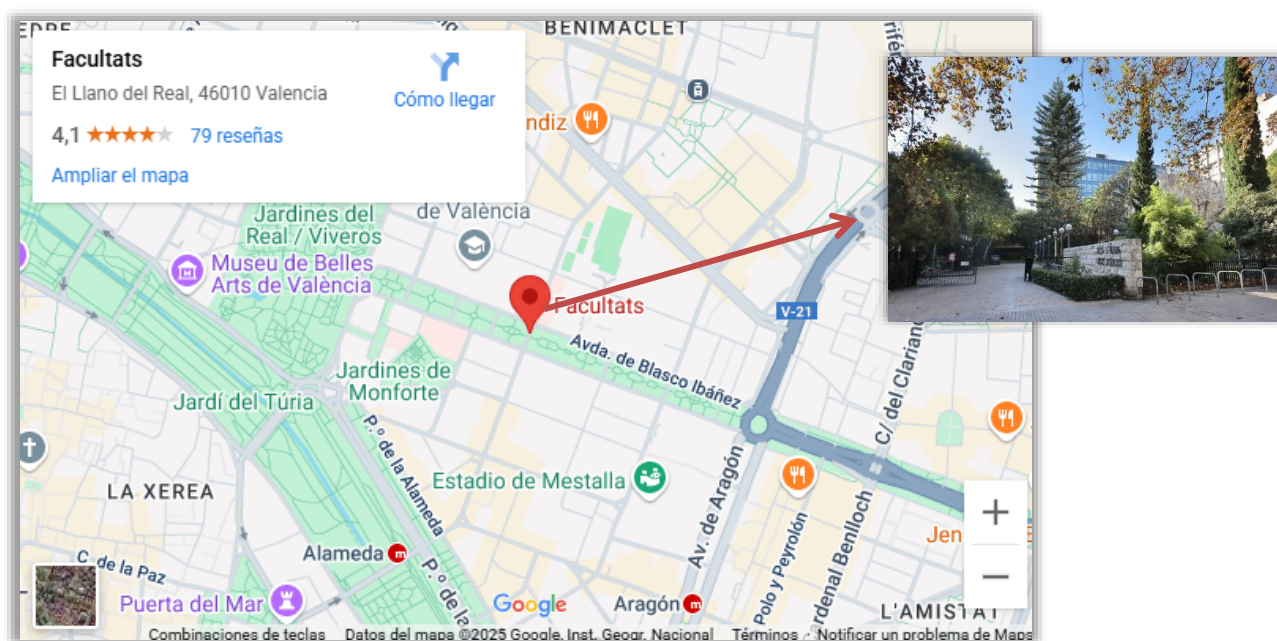 BENIMACLET
Facultats
El Llano del Real, 46010 Valencia
4,1
79 reseñas
Ampliar el mapa
Cómo llegar
ndiz
Jardines del
Real / Viveros
de València
Museu de Belles
Arts de València
Facultats
V-21
Avda. de Blasco Ibáñez
C/ del Clariano
Jardines de
Monforte
Jardí del Túria
P.º de la Alameda
Estadio de Mestalla
LA XEREA
Av. de Aragón
Polo y Peyrolón
rdenal Benlloch
Jen
Alameda
m
C. de la Paz
P.º de la
Puerta del Mar
Google
Aragón
m
L'AMISTAT
+
−
Combinaciones de teclas
Datos del mapa ©2025 Google, Inst. Geogr. Nacional
Términos
Notificar un problema de Maps